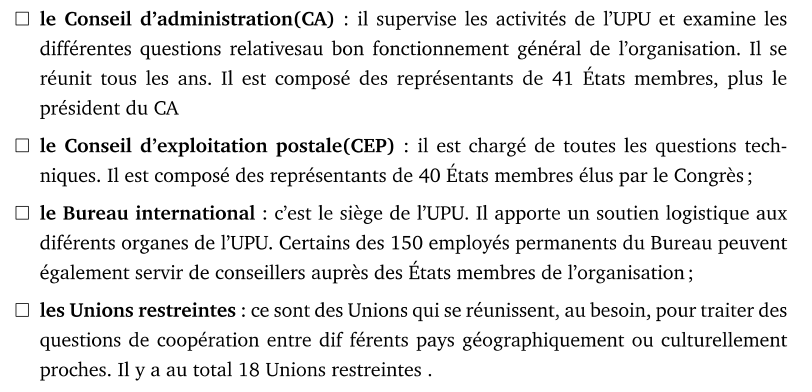 ☐ le Conseil d’administration(CA) : il supervise les activités de l’UPU et examine les
différentes questions relativesau bon fonctionnement général de l’organisation. Il se
réunit tous les ans. Il est composé des représentants de 41 États membres, plus le
président du CA
☐ le Conseil d’exploitation postale(CEP) : il est chargé de toutes les questions tech-
niques. Il est composé des représentants de 40 États membres élus par le Congrès ;
☐ le Bureau international : c’est le siège de l’UPU. Il apporte un soutien logistique aux
diférents organes de l’UPU. Certains des 150 employés permanents du Bureau peuvent
également servir de conseillers auprès des États membres de l’organisation ;
☐ les Unions restreintes : ce sont des Unions qui se réunissent, au besoin, pour traiter des
questions de coopération entre dif férents pays géographiquement ou culturellement
proches. Il y a au total 18 Unions restreintes .